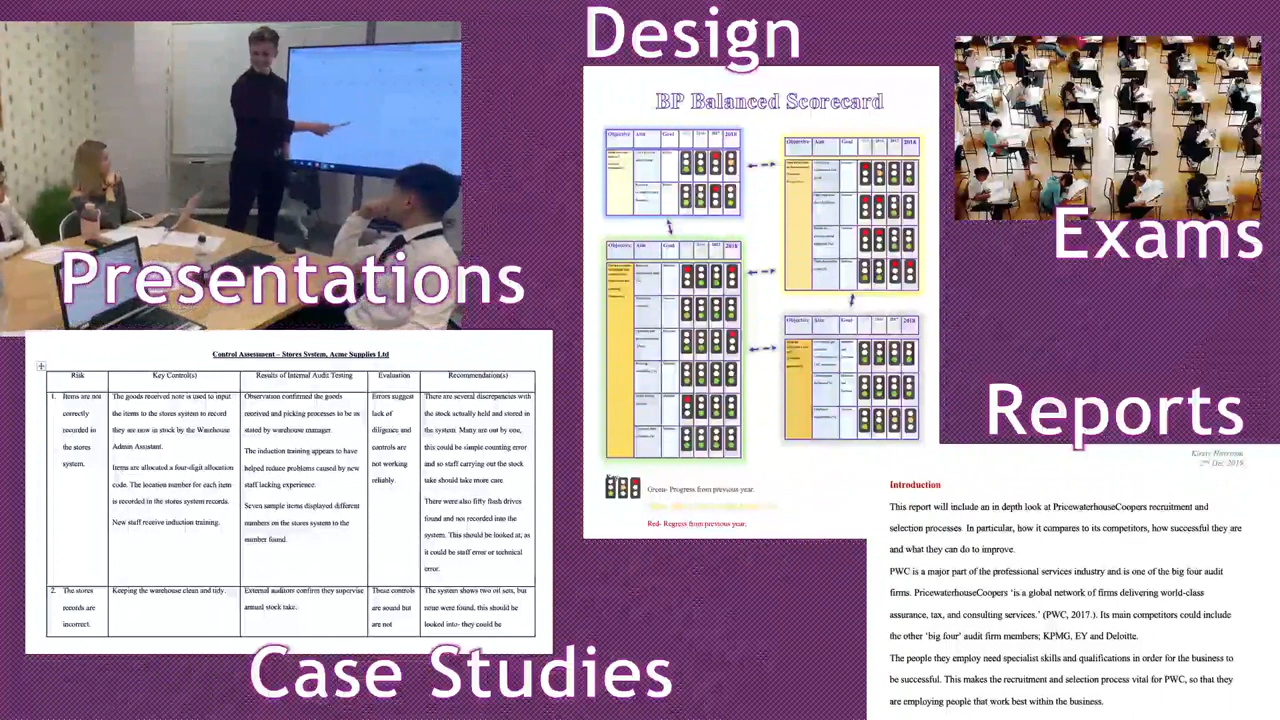 Design
Presentations
Exams
Reports
Case Studies
BP Balanced Scorecard
Objective Aim Goal 2017 2018
Objective Aim Goal 2018
Objective Aim Goal 2018
Objective Aim Goal 2018
Green- Progress from previous year.
Red- Regress from previous year.
Control Assessment – Stores System, Acme Supplies Ltd
Risk Key Control(s) Results of Internal Audit Testing Evaluation Recommendation(s)
1. Items are not
correctly
recorded in
the stores
system.
The goods received note is used to input
the items to the stores system to record
they are now in stock by the Warehouse
Admin Assistant.
Items are allocated a four-digit allocation
code. The location number for each item
is recorded in the stores system records.
New staff receive induction training.
Observation confirmed the goods
received and picking processes to be as
stated by warehouse manager.
The induction training appears to have
helped reduce problems caused by new
staff lacking experience.
Seven sample items displayed different
numbers on the stores system to the
number found.
Errors suggest
lack of
diligence and
controls are
not working
reliably.
There are several discrepancies with
the stock actually held and stored in
the system. Many are out by one,
this could be simple counting error
and so staff carrying out the stock
take should take more care.
There were also fifty flash drives
found and not recorded into the
system. This should be looked at, as
it could be staff error or technical
error.
2. The stores
records are
incorrect.
Keeping the warehouse clean and tidy.
External auditors confirm they supervise
annual stock take.
These controls
are sound but
are not
The system shows two oil sets, but
none were found, this should be
looked into- they could be
2nd Dec 2018
Introduction
This report will include an in depth look at PricewaterhouseCoopers recruitment and
selection processes. In particular, how it compares to its competitors, how successful they are
and what they can do to improve.
PWC is a major part of the professional services industry and is one of the big four audit
firms. PricewaterhouseCoopers ‘is a global network of firms delivering world-class
assurance, tax, and consulting services.’ (PWC, 2017.). Its main competitors could include
the other ‘big four’ audit firm members; KPMG, EY and Deloitte.
The people they employ need specialist skills and qualifications in order for the business to
be successful. This makes the recruitment and selection process vital for PWC, so that they
are employing people that work best within the business.